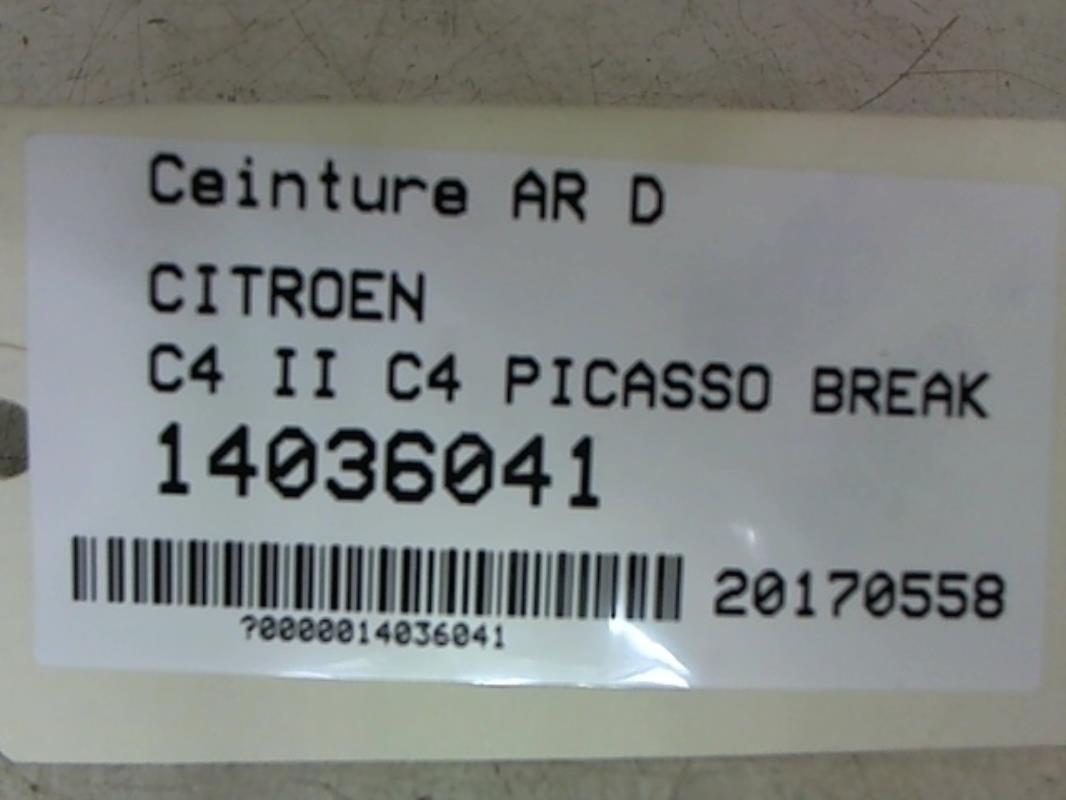 Ceinture AR D
CITROEN
C4 II C4 PICASSO BREAK
14036041
20170558
?0000014036041